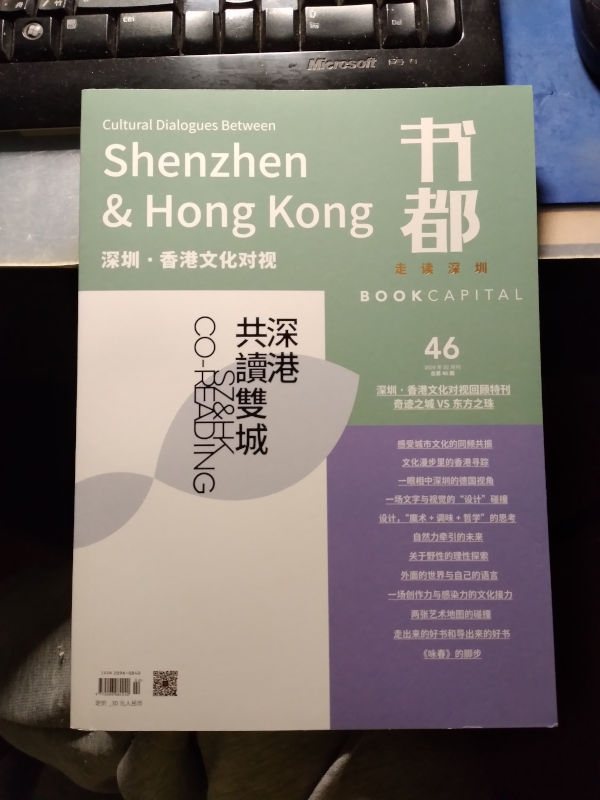 Microsoft
Cultural Dialogues Between
Shenzhen
& Hong Kong
深圳·香港文化对视
书都
走读深圳
BOOKCAPITAL
46
总第 46 期
深圳·香港文化对视回顾特刊
奇迹之城 VS 东方之珠
深港
共讀雙城
SZ&HK
CO-READING
感受城市文化的同频共振
文化漫步里的香港寻踪
一眼相中深圳的德国视角
一场文字与视觉的“设计”碰撞
设计，“魔术 + 调味 + 哲学”的思考
自然力牵引的未来
关于野性的理性探索
外面的世界与自己的语言
一场创作力与感染力的文化接力
两张艺术地图的碰撞
走出来的好书和导出来的好书
《咏春》的脚步